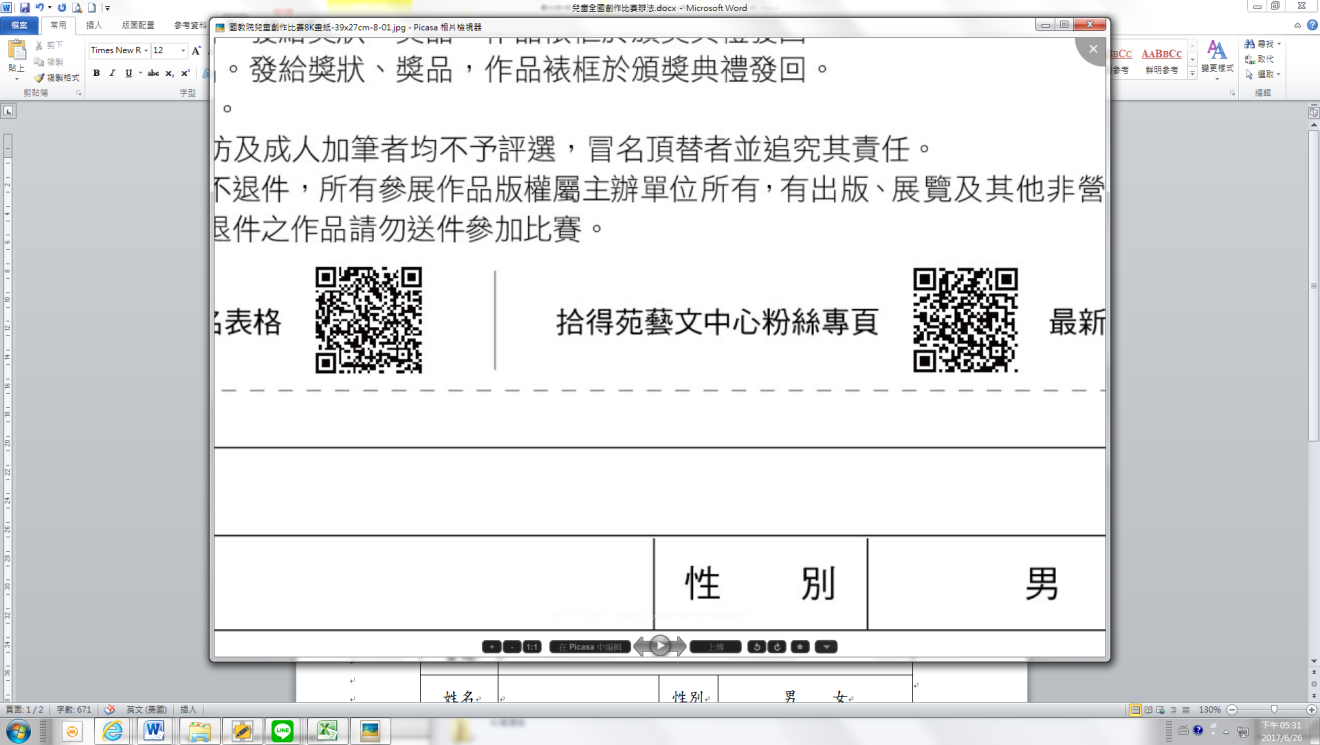 兒童全國創作比賽辦法.docx - Microsoft Word
檔案 常用 插入 版面配置 參考資料
國教院兒童創作比賽8K畫紙-39x27cm-8-01.jpg - Picasa 相片檢視器
貼上 剪下 複製 複製格式
Times New R 12
剪貼簿 字型
AABBCC 鮮明參考 變更樣式
尋找 取代 選取
編輯
。發給獎狀、獎品，作品裱框於頒獎典禮發回。
。
仿及成人加筆者均不予評選，冒名頂替者並追究其責任。
不退件，所有參展作品版權屬主辦單位所有，有出版、展覽及其他非營
退件之作品請勿送件參加比賽。
名表格 拾得苑藝文中心粉絲專頁 最新
性 別 男
1:1 在 Picasa 中編輯 上傳
姓名 性別 男 女
頁面: 1 / 2 字數: 671 英文 (美國) 插入 130%
下午 05:31
2017/6/26